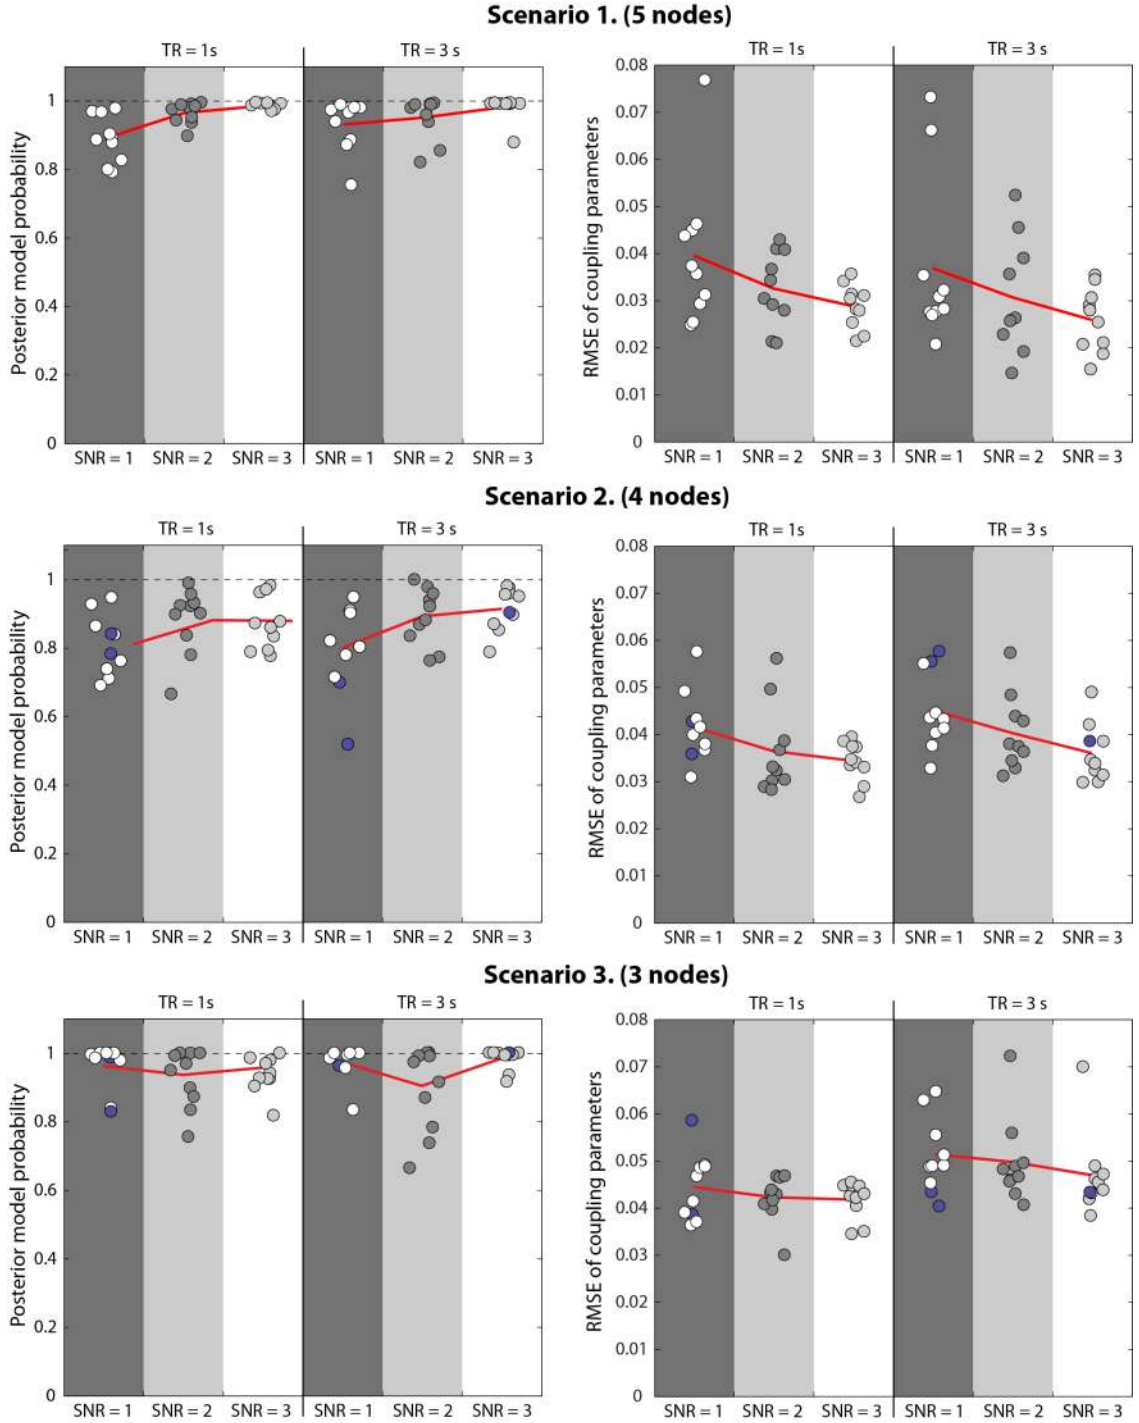 Scenario 1. (5 nodes)
TR = 1s
TR = 3 s
Posterior model probability
1
0.8
0.6
0.4
0.2
0
SNR = 1
SNR = 2
SNR = 3
SNR = 1
SNR = 2
SNR = 3
TR = 1s
TR = 3 s
RMSE of coupling parameters
0.08
0.07
0.06
0.05
0.04
0.03
0.02
0.01
0
SNR = 1
SNR = 2
SNR = 3
SNR = 1
SNR = 2
SNR = 3
Scenario 2. (4 nodes)
TR = 1s
TR = 3 s
Posterior model probability
1
0.8
0.6
0.4
0.2
0
SNR = 1
SNR = 2
SNR = 3
SNR = 1
SNR = 2
SNR = 3
TR = 1s
TR = 3 s
RMSE of coupling parameters
0.08
0.07
0.06
0.05
0.04
0.03
0.02
0.01
0
SNR = 1
SNR = 2
SNR = 3
SNR = 1
SNR = 2
SNR = 3
Scenario 3. (3 nodes)
TR = 1s
TR = 3 s
Posterior model probability
1
0.8
0.6
0.4
0.2
0
SNR = 1
SNR = 2
SNR = 3
SNR = 1
SNR = 2
SNR = 3
TR = 1s
TR = 3 s
RMSE of coupling parameters
0.08
0.07
0.06
0.05
0.04
0.03
0.02
0.01
0
SNR = 1
SNR = 2
SNR = 3
SNR = 1
SNR = 2
SNR = 3